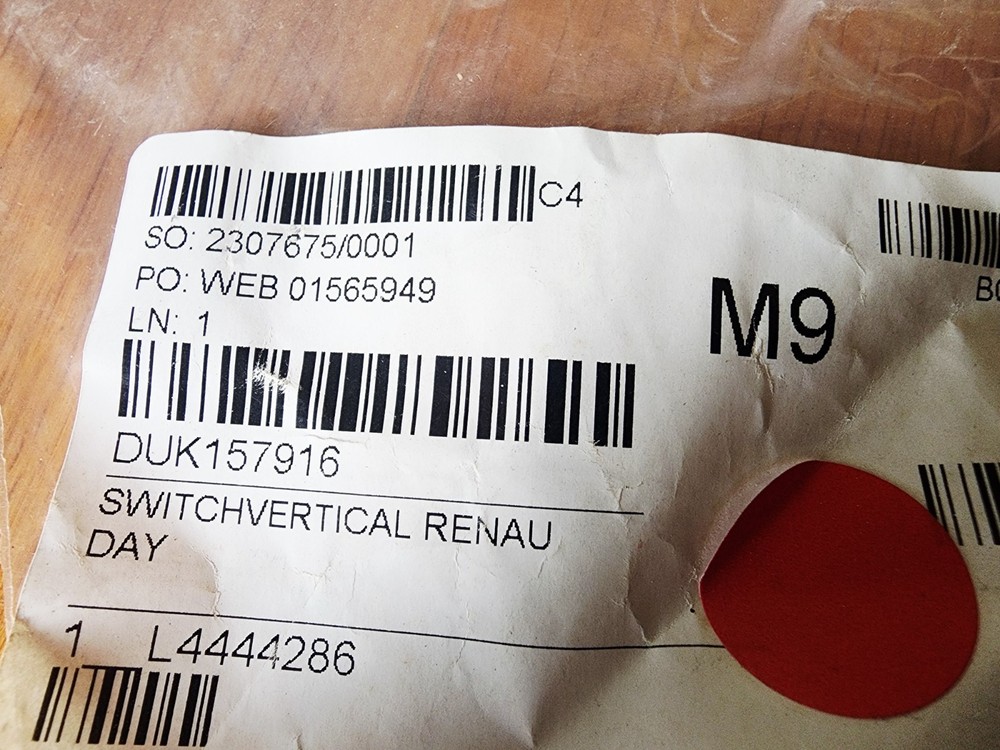 C4
SO: 2307675/0001
PO: WEB 01565949
LN: 1
M9
DUK157916
SWITCHVERTICAL RENAU
DAY
1 L4444286